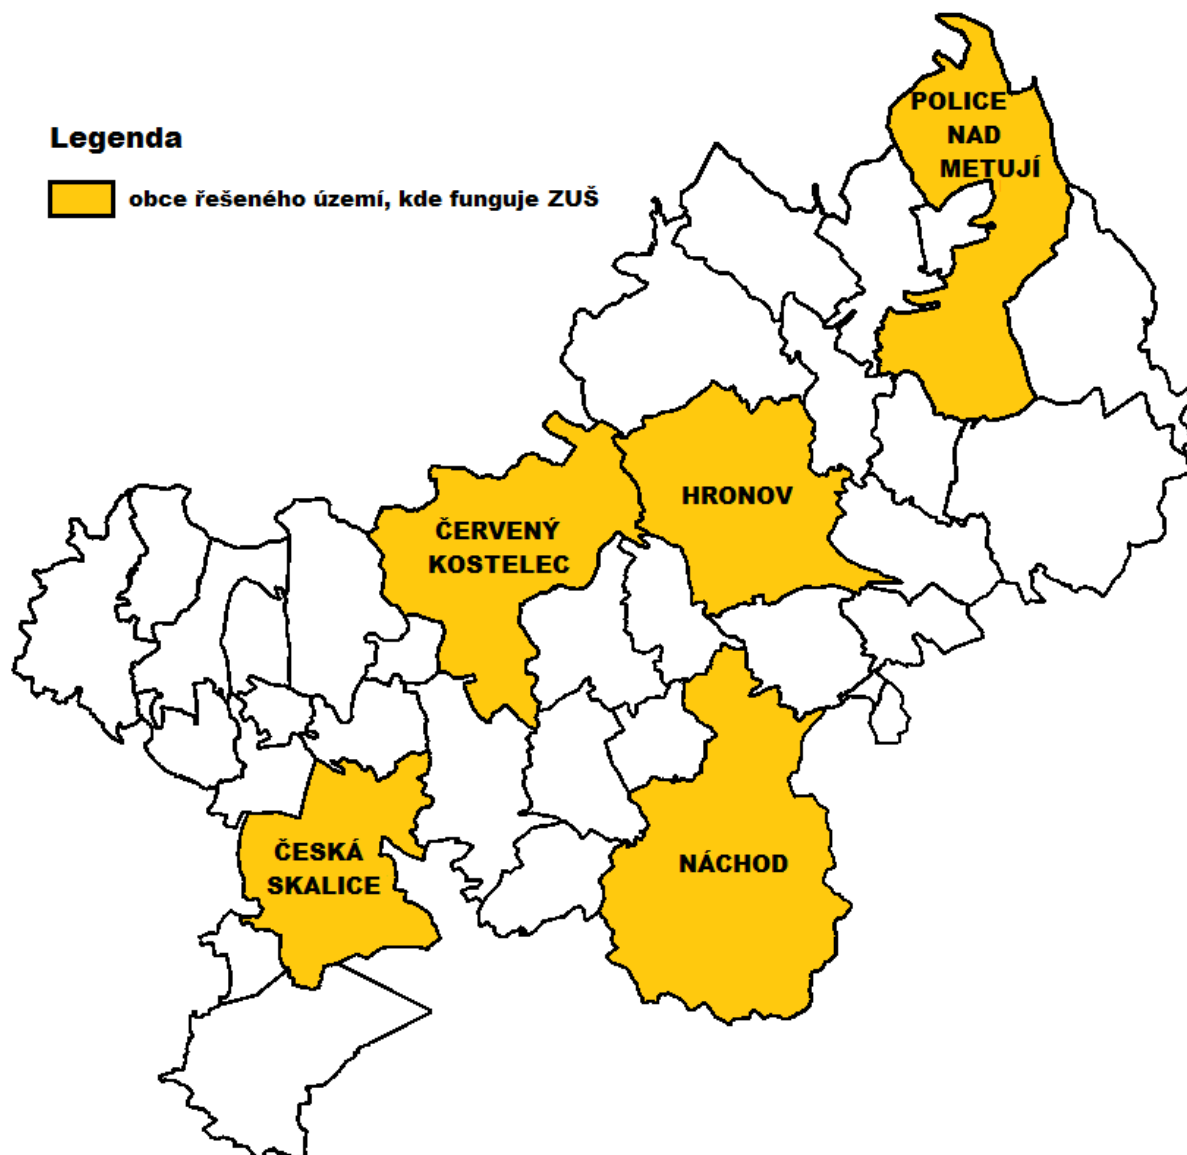 Legenda
obce řešeného území, kde funguje ZUŠ
POLICE
NAD
METUJÍ
HRONOV
ČERVENÝ
KOSTELEC
ČESKÁ
SKALICE
NÁCHOD